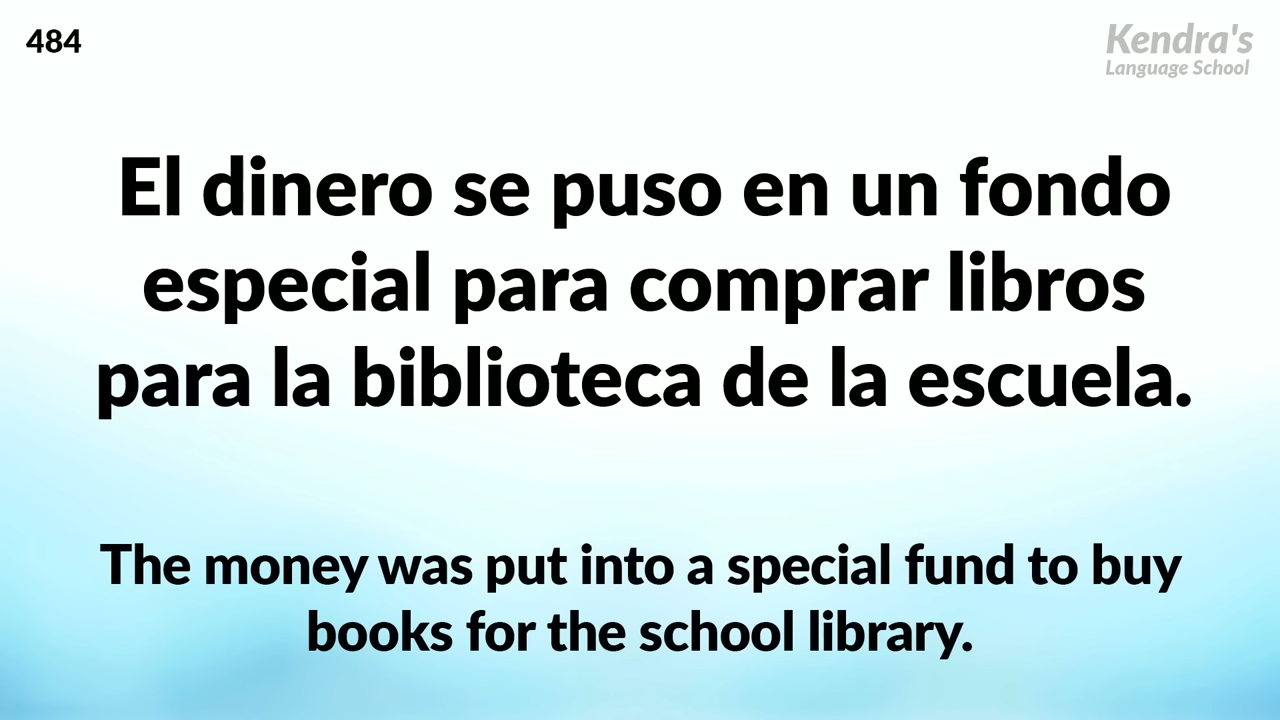 484
Kendra's
Language School
El dinero se puso en un fondo
especial para comprar libros
para la biblioteca de la escuela.
The money was put into a special fund to buy
books for the school library.